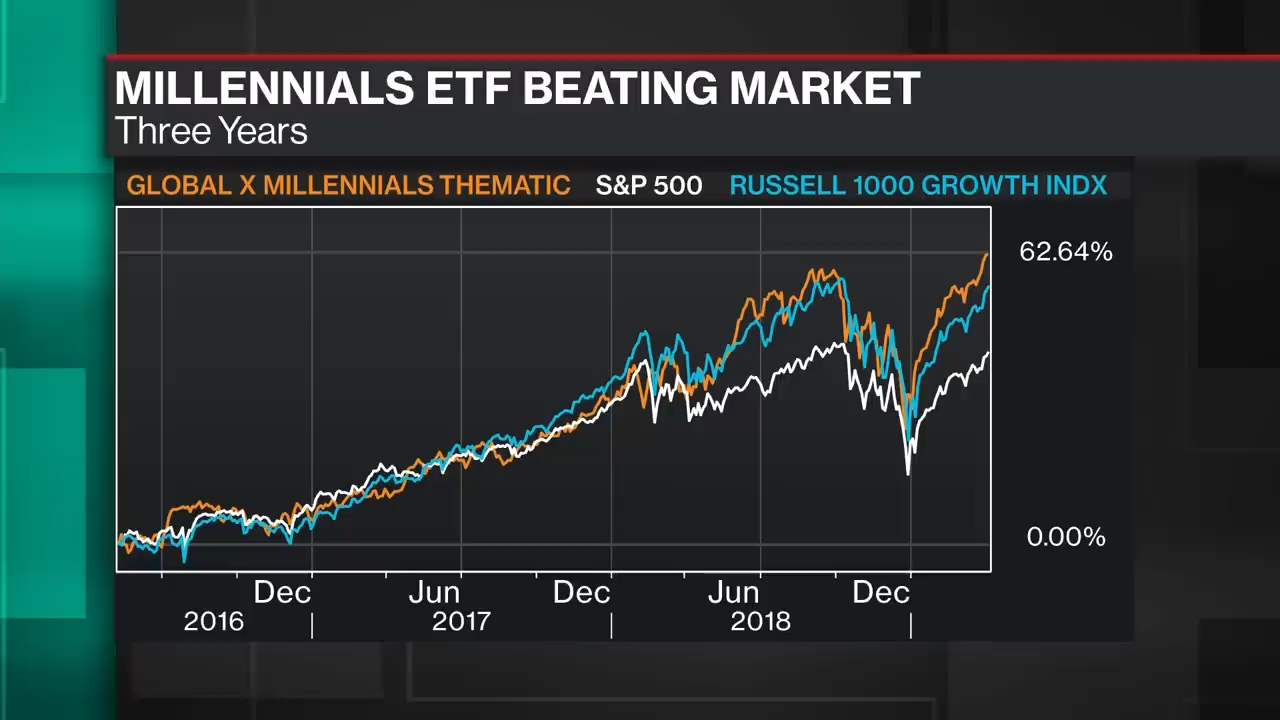 MILLENNIALS ETF BEATING MARKET
Three Years
GLOBAL X MILLENNIALS THEMATIC S&P 500 RUSSELL 1000 GROWTH INDX
62.64%
0.00%
Dec Jun Dec Jun Dec
2016 2017 2018